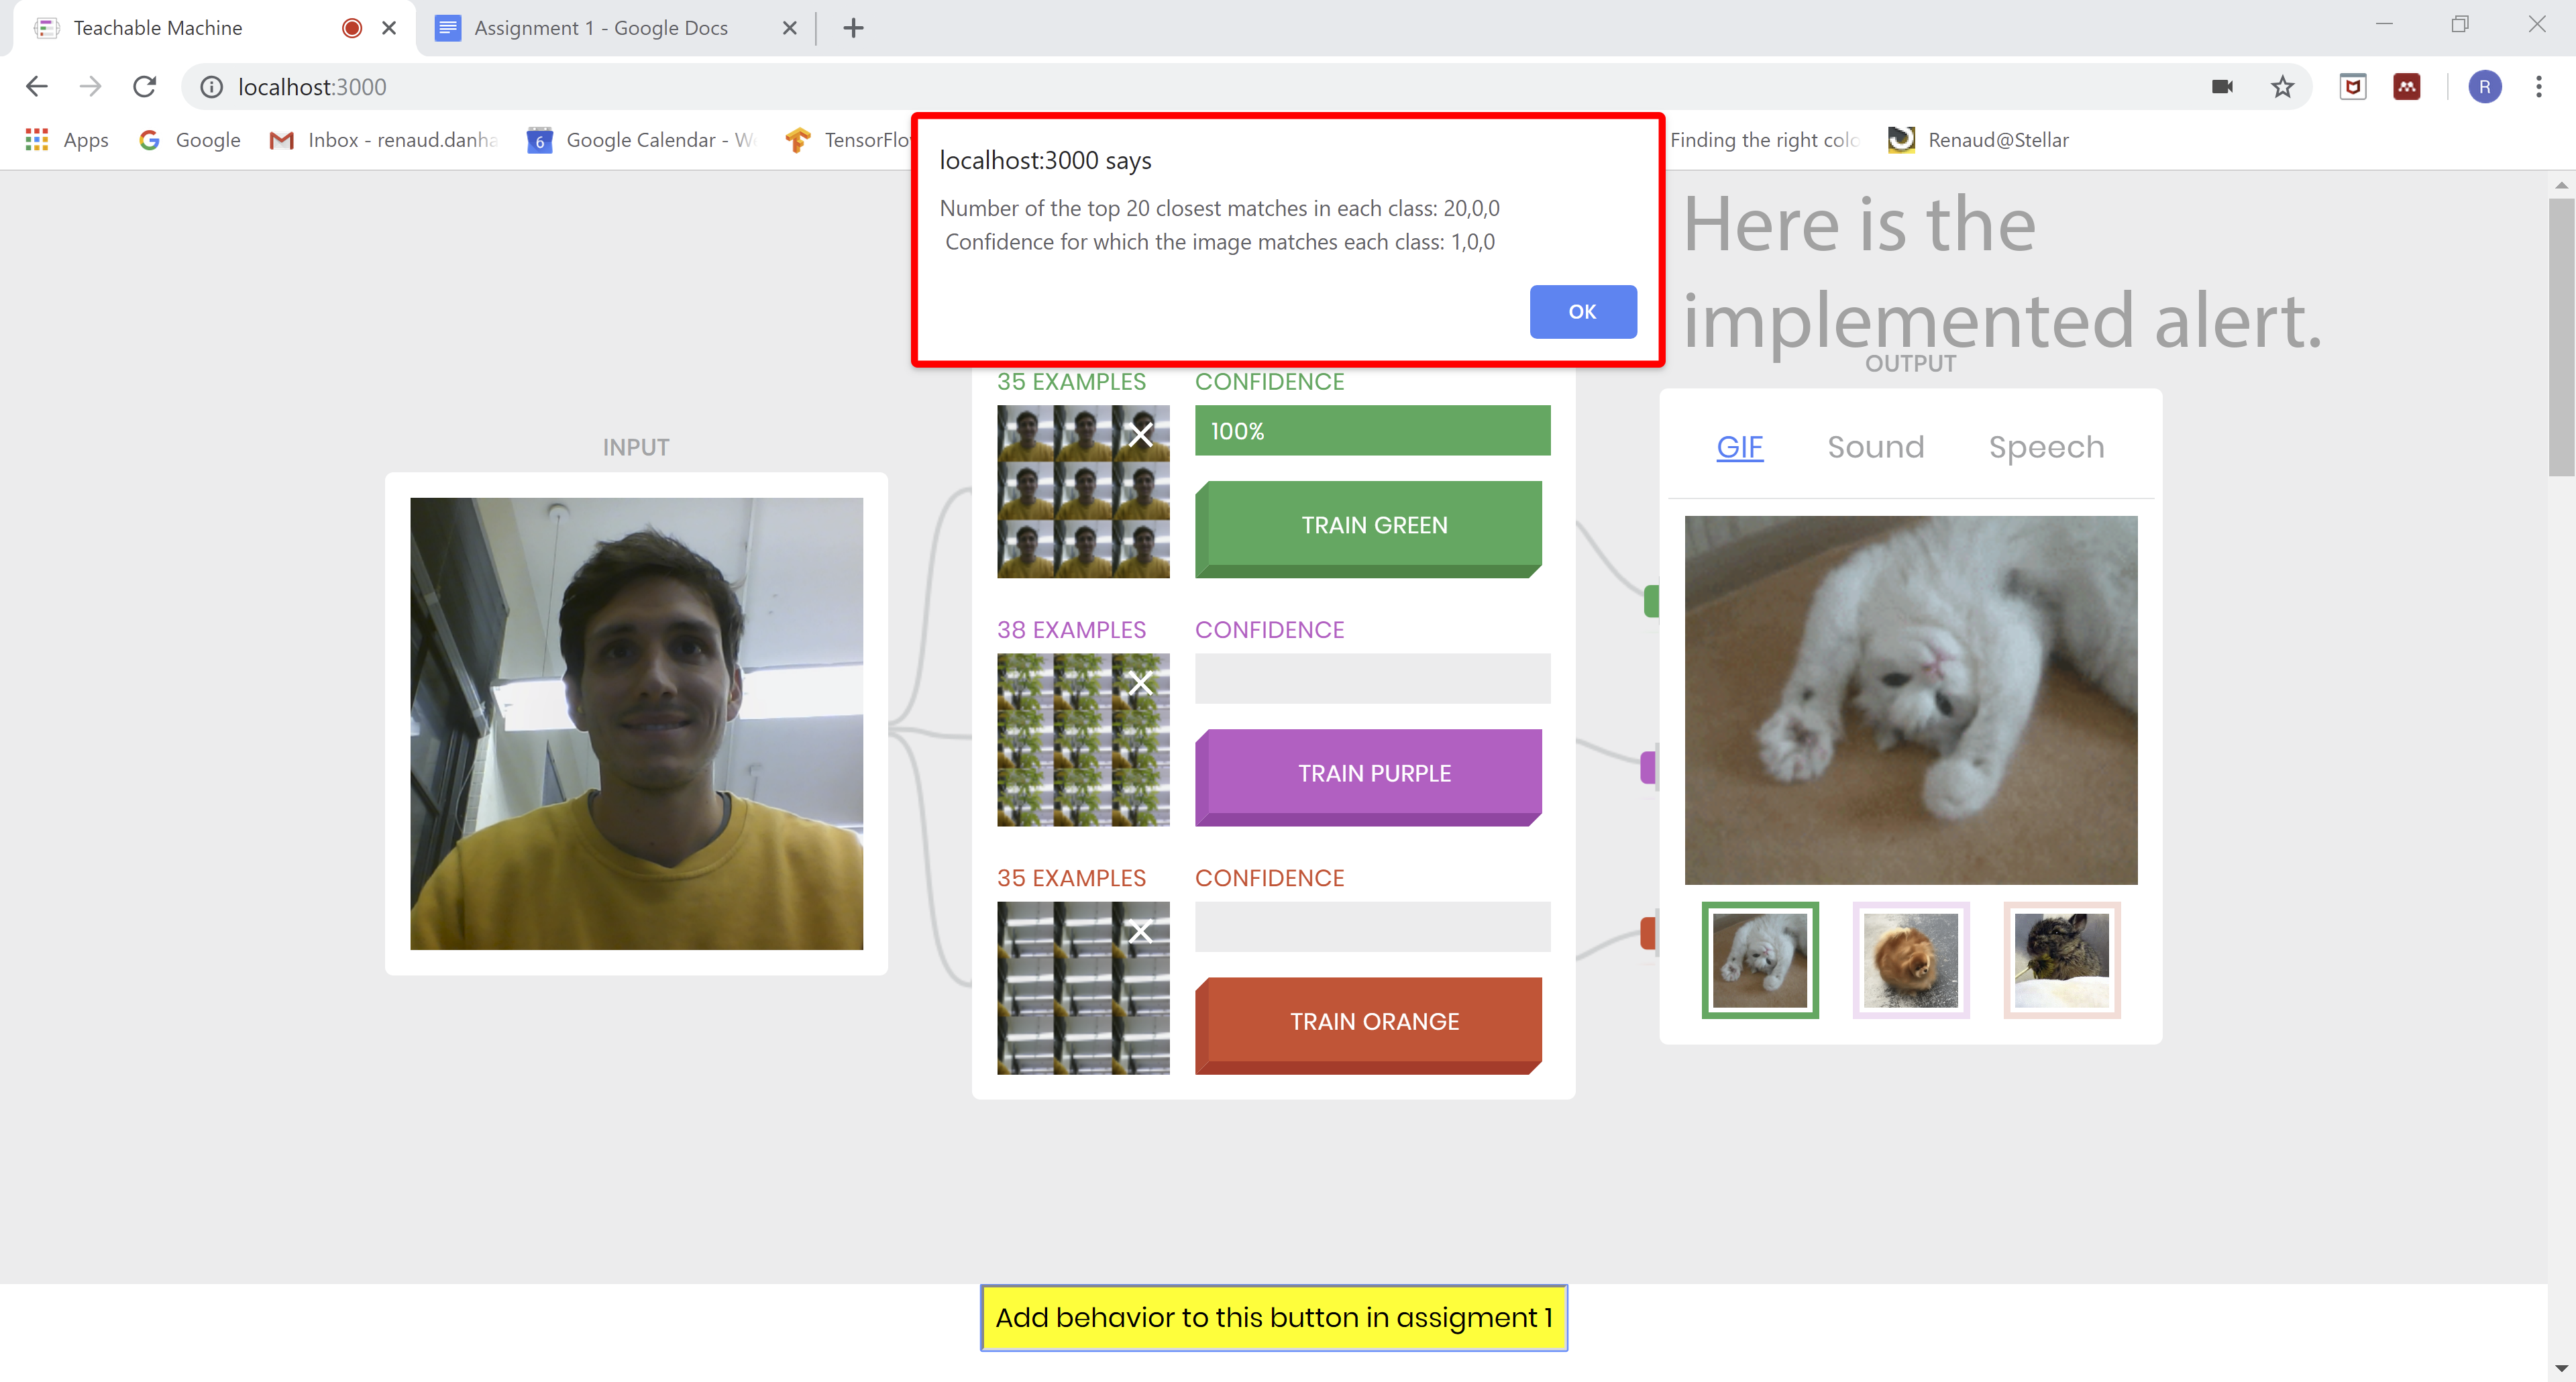 Teachable Machine
Assignment 1 - Google Docs
localhost:3000
R
Apps
Google
Inbox - renaud.danha
6
Google Calendar - W
TensorFlo
Finding the right colo
Renaud@Stellar
localhost:3000 says
Number of the top 20 closest matches in each class: 20,0,0
Confidence for which the image matches each class: 1,0,0
OK
Here is the
implemented alert.
INPUT
35 EXAMPLES
CONFIDENCE
100%
TRAIN GREEN
38 EXAMPLES
CONFIDENCE
TRAIN PURPLE
35 EXAMPLES
CONFIDENCE
TRAIN ORANGE
OUTPUT
GIF
Sound
Speech
Add behavior to this button in assigment 1